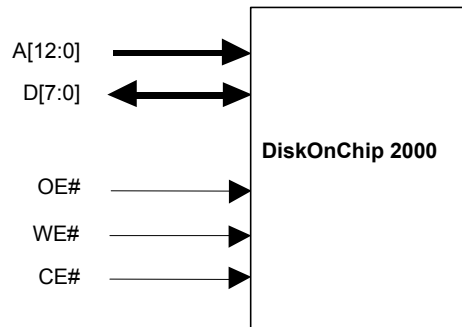 A[12:0]
D[7:0]
DiskOnChip 2000
OE#
WE#
CE#